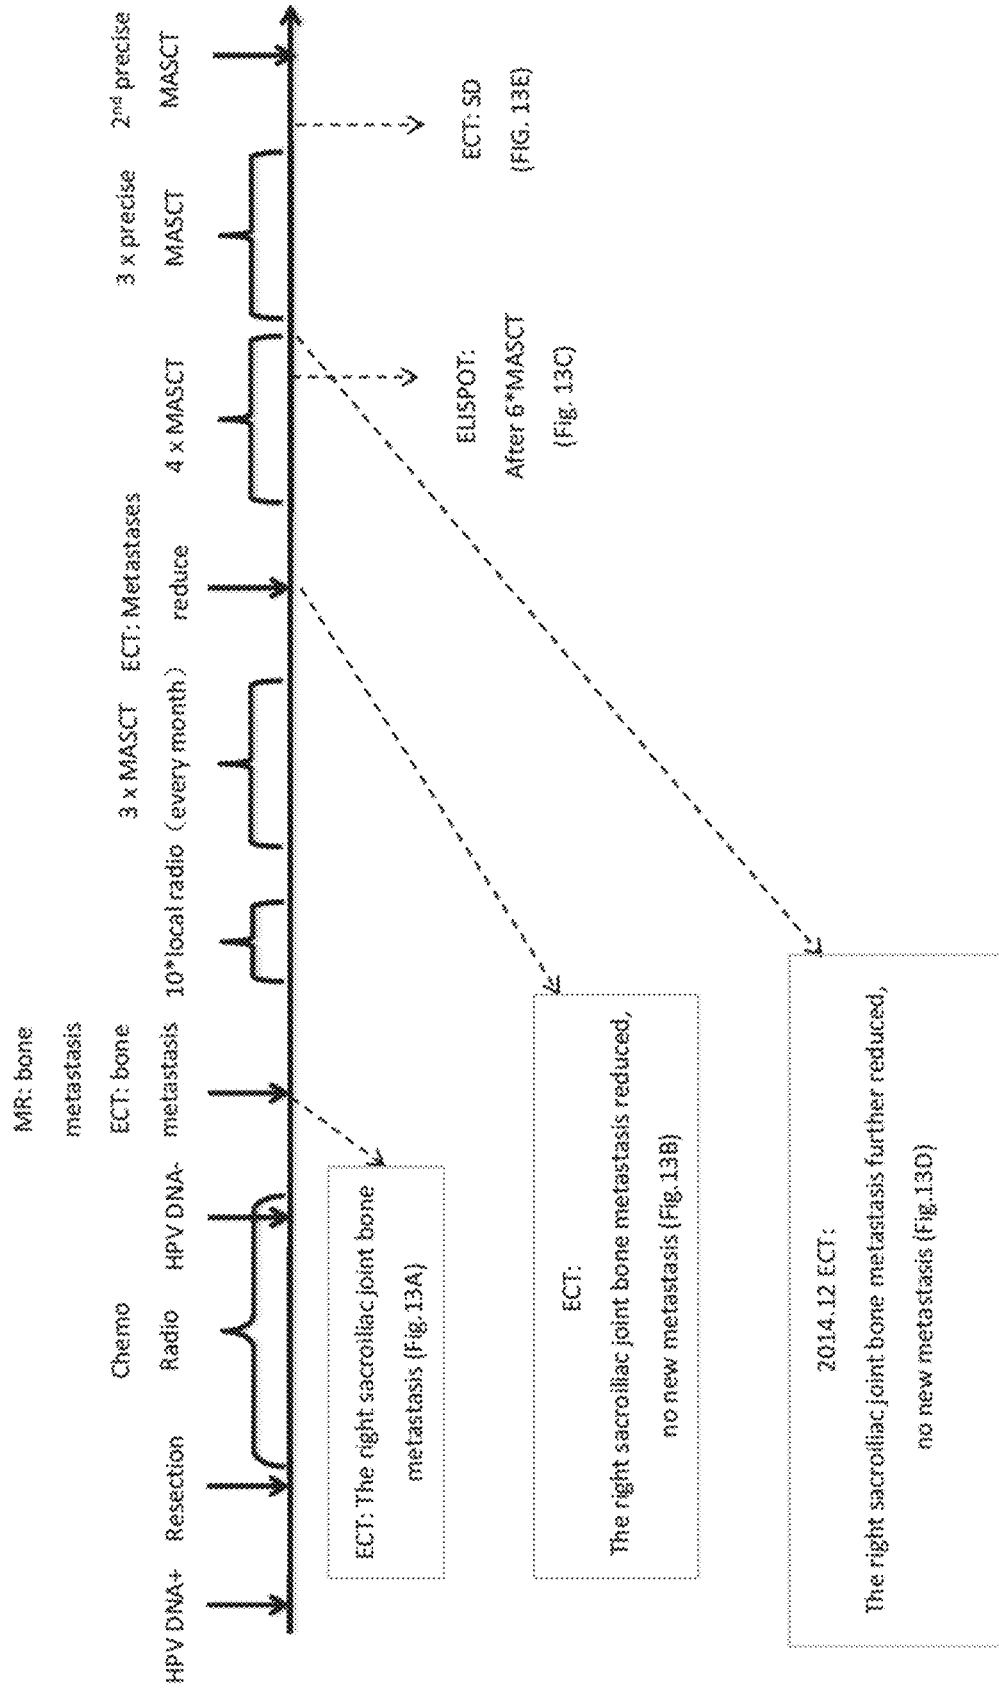 HPV DNA+
Resection
Chemo
Radio
HPV DNA-
MR: bone
metastasis
ECT: bone
metastasis
10*local radio
3 x MASCT
(every month)
ECT: Metastases
reduce
4 x MASCT
3 x precise
MASCT
2nd precise
MASCT
ECT: The right sacroiliac joint bone
metastasis (Fig.13A)
ECT:
The right sacroiliac joint bone metastasis reduced,
no new metastasis (Fig.13B)
2014.12 ECT:
The right sacroiliac joint bone metastasis further reduced,
no new metastasis (Fig.13D)
ELISPOT:
After 6*MASCT
(Fig. 13C)
ECT: SD
(FIG. 13E)